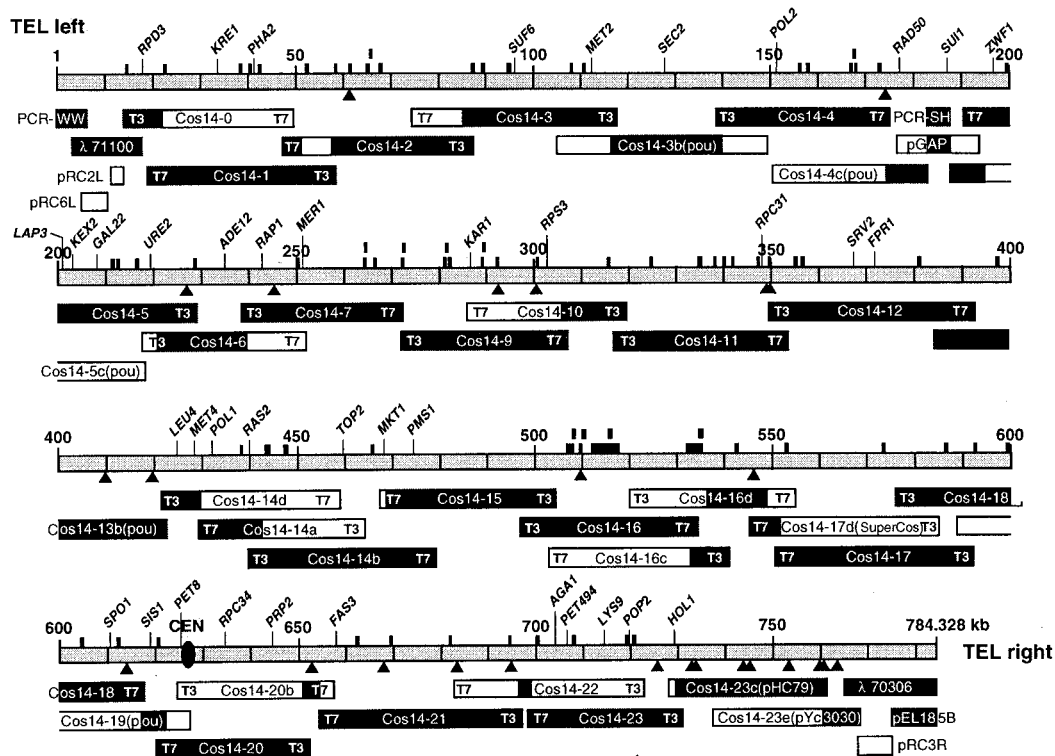 TEL left
RPD3 KRE1 PHA2 SUF6 MET2 SEC2 POL2 RAD50 SUI1 ZWF1
1 50 100 150 200
PCR-WW T3 Cos14-0 T7 T7 Cos14-3 T3 T3 Cos14-4 T7 PCR-SH T7
λ 71100 T7 Cos14-2 T3 Cos14-3b(pou) pGAP
pRC2L T7 Cos14-1 T3 Cos14-4c(pou)
pRC6L
LAP3 KEX2 GAL22 URE2 ADE12 RAP1 MER1 KAR1 RPS3 RPC31 SRV2 FPR1
200 250 300 350 400
Cos14-5 T3 T3 Cos14-7 T7 T7 Cos14-10 T3 T3 Cos14-12 T7
T3 Cos14-6 T7 T3 Cos14-9 T7 T3 Cos14-11 T7
Cos14-5c(pou)
LEU4 MET4 POL1 RAS2 TOP2 MKT1 PMS1
400 450 500 550 600
T3 Cos14-14d T7 T7 Cos14-15 T3 T3 Cos14-16d T7 T3 Cos14-18
Cos14-13b(pou) T7 Cos14-14a T3 T3 Cos14-16 T7 T7 Cos14-17d(SuperCos) T3
T3 Cos14-14b T7 T7 Cos14-16c T3 T7 Cos14-17 T3
SPO1 SIS1 PET8 RPC34 PRP2 FAS3 AGA1 PET494 LYS9 POP2 HOL1
600 CEN 650 700 750 784.328 kb
TEL right
Cos14-18 T7 T3 Cos14-20b T7 T7 Cos14-22 T3 Cos14-23c(pHC79) λ 70306
Cos14-19(pou) T7 Cos14-21 T3 T7 Cos14-23 T3 Cos14-23e(pYc3030) pEL185B
T7 Cos14-20 T3 pRC3R